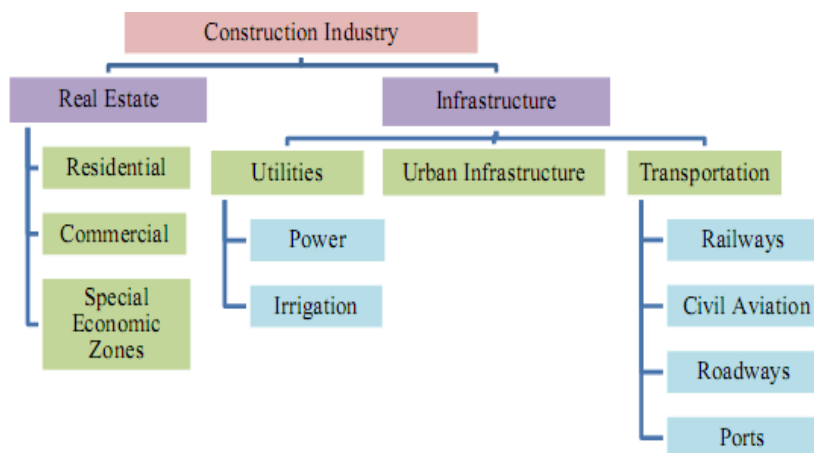 Construction Industry
Real Estate
Infrastructure
Residential
Commercial
Special
Economic
Zones
Utilities
Urban Infrastructure
Transportation
Power
Irrigation
Railways
Civil Aviation
Roadways
Ports